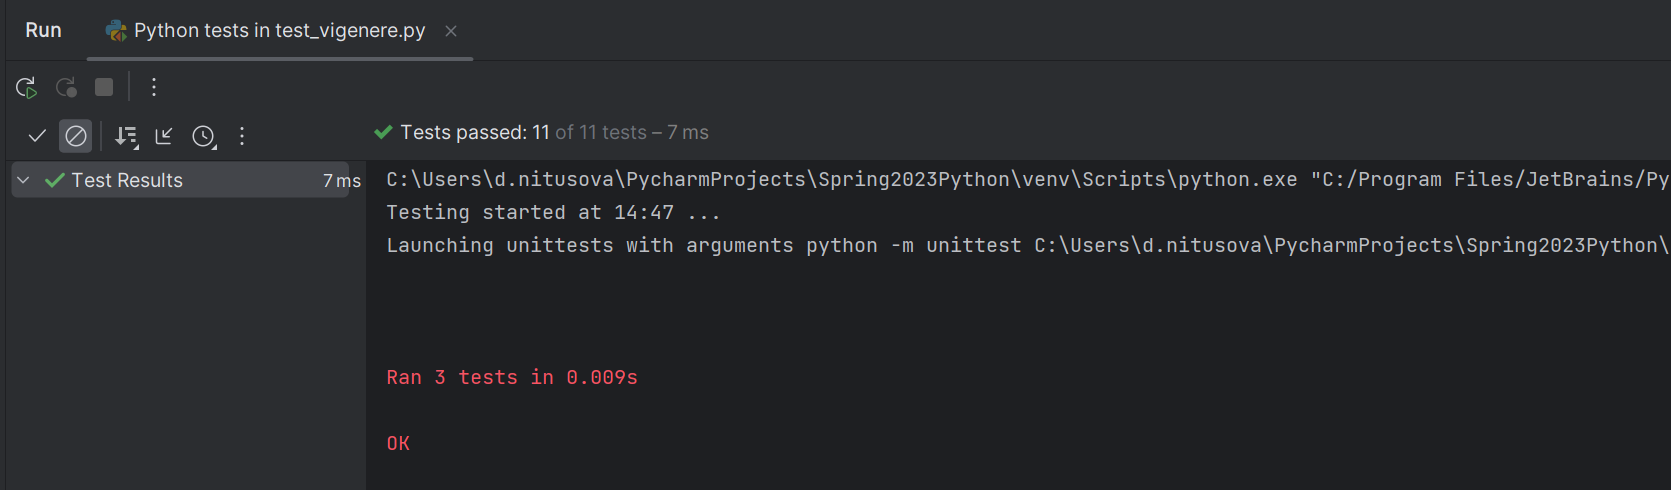 Run Python tests in test_vigenere.py
Tests passed: 11 of 11 tests – 7 ms
Test Results 7 ms
C:\Users\d.nitusova\PycharmProjects\Spring2023Python\venv\Scripts\python.exe "C:/Program Files/JetBrains/Py
Testing started at 14:47 ...
Launching unittests with arguments python -m unittest C:\Users\d.nitusova\PycharmProjects\Spring2023Python\
Ran 3 tests in 0.009s
OK